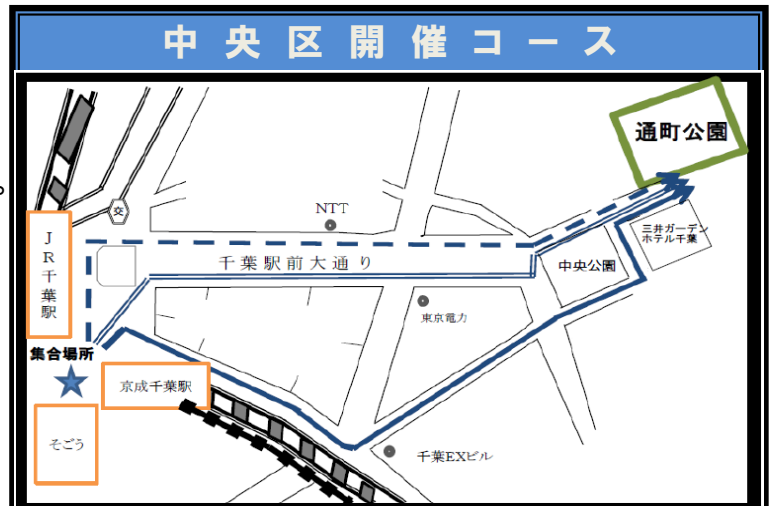 中央区開催コース
通町公園
交
NTT
三井ガーデン
ホテル千葉
JR千葉駅
千葉駅前大通り
中央公園
東京電力
集合場所
京成千葉駅
そごう
千葉EXビル
。